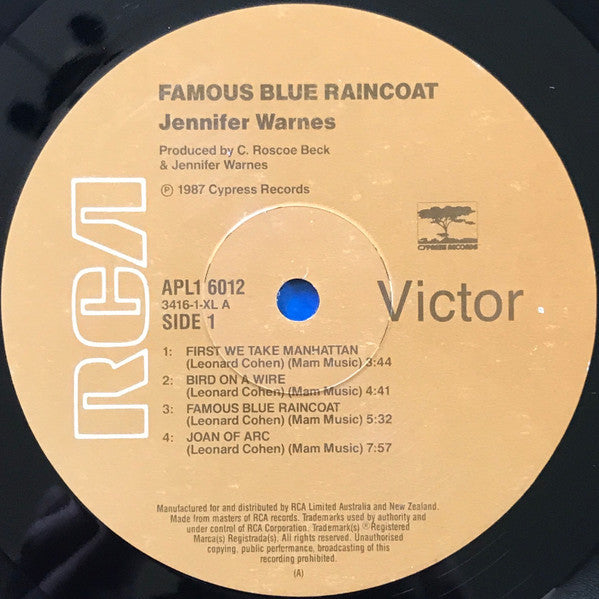 FAMOUS BLUE RAINCOAT
Jennifer Warnes
Produced by C. Roscoe Beck
& Jennifer Warnes
℗ 1987 Cypress Records
CYPRESS RECORDS
RCA
Victor
APL1 6012
3416-1-XL A
SIDE 1
1: FIRST WE TAKE MANHATTAN
(Leonard Cohen) (Mam Music) 3:44
2: BIRD ON A WIRE
(Leonard Cohen) (Mam Music) 4:41
3: FAMOUS BLUE RAINCOAT
(Leonard Cohen) (Mam Music) 5:32
4: JOAN OF ARC
(Leonard Cohen) (Mam Music) 7:57
Manufactured for and distributed by RCA Limited Australia and New Zealand.
Made from masters of RCA records. Trademarks used by authority and
under control of RCA Corporation. Trademark(s) ® Registered
Marca(s) Registrada(s). All rights reserved. Unauthorised
copying, public performance, broadcasting of this
recording prohibited.
(A)